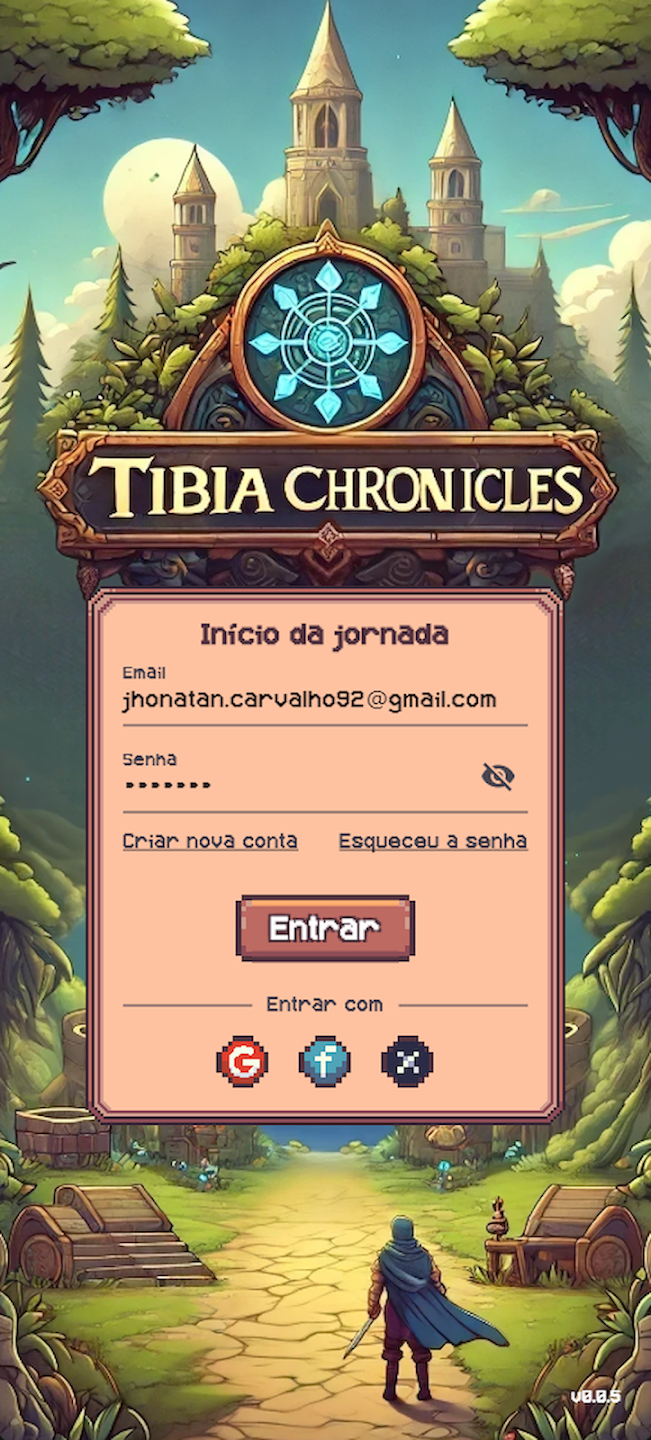 TIBIA CHRONICLES
Início da jornada
Email
jhonatan.carvalho92@gmail.com
Senha
•••••••
Criar nova conta Esqueceu a senha
Entrar
Entrar com
G f X
v0.0.5